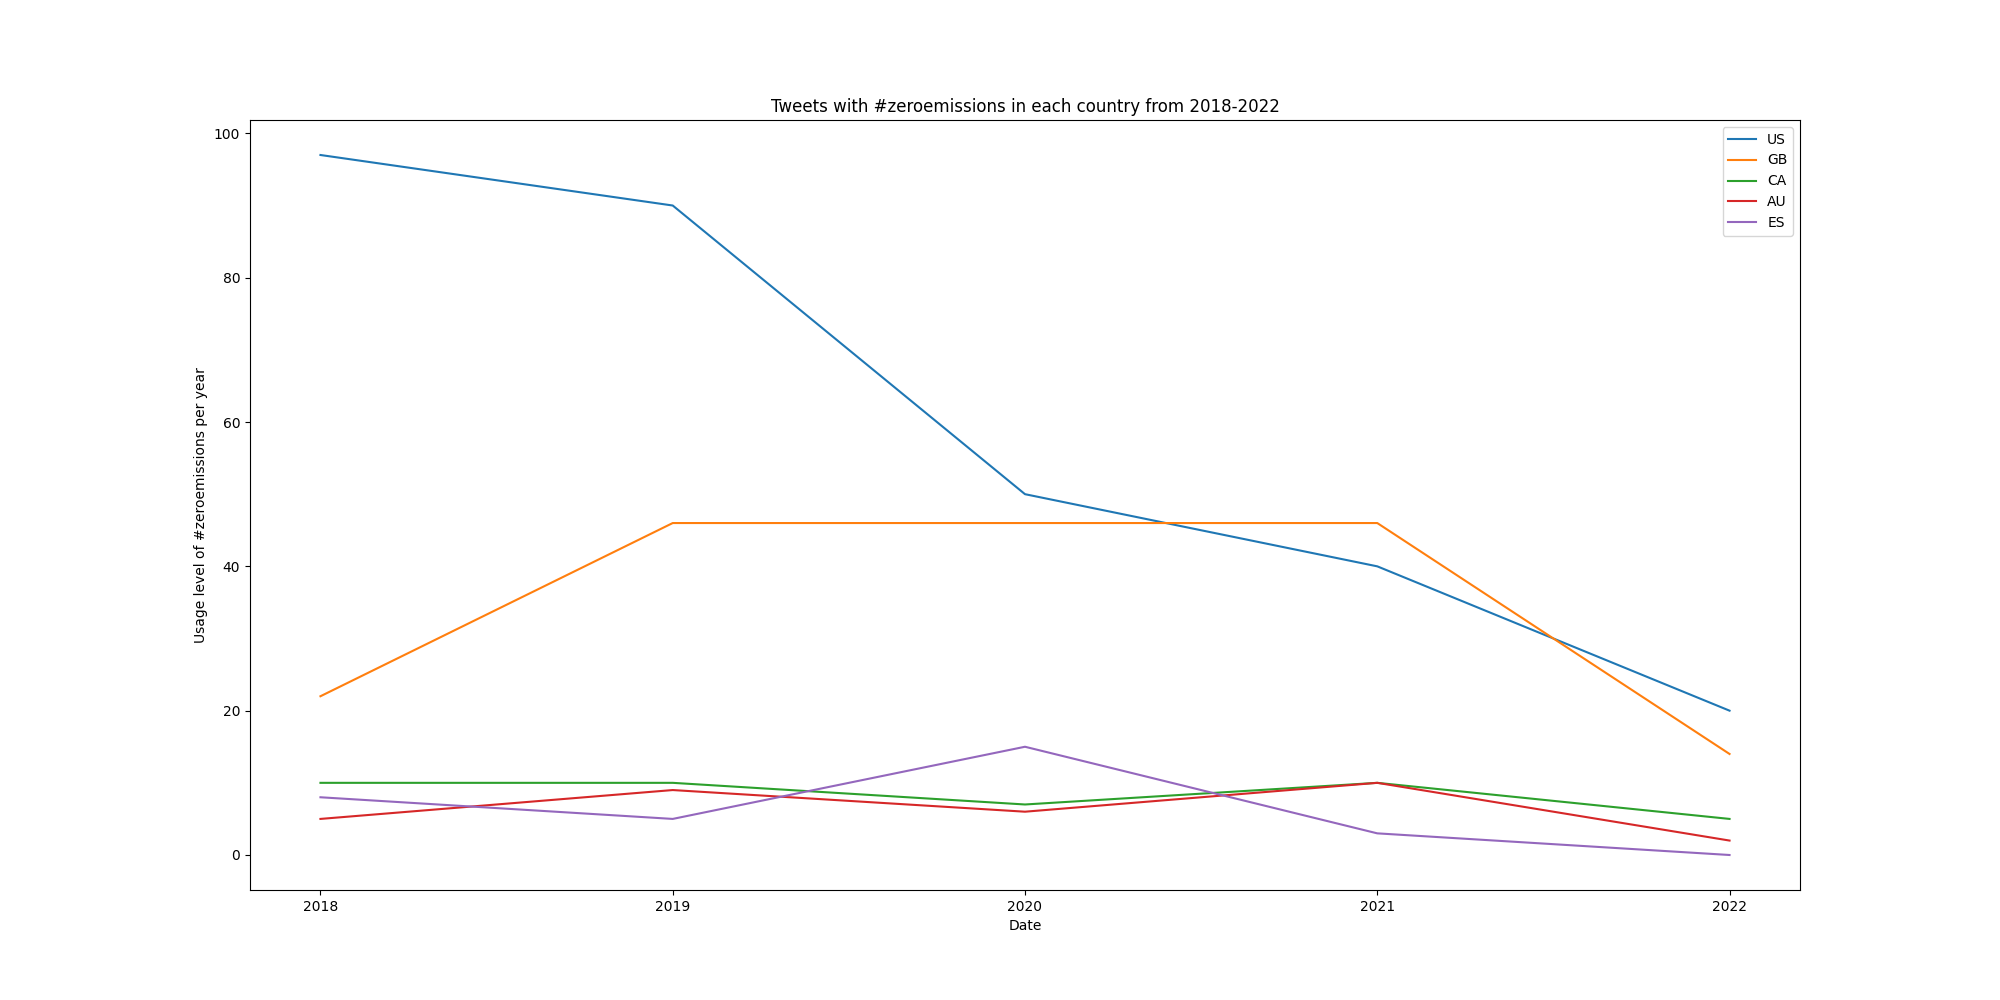 Tweets with #zeroemissions in each country from 2018-2022
100
80
60
40
20
0
Usage level of #zeroemissions per year
US
GB
CA
AU
ES
2018 2019 2020 2021 2022
Date